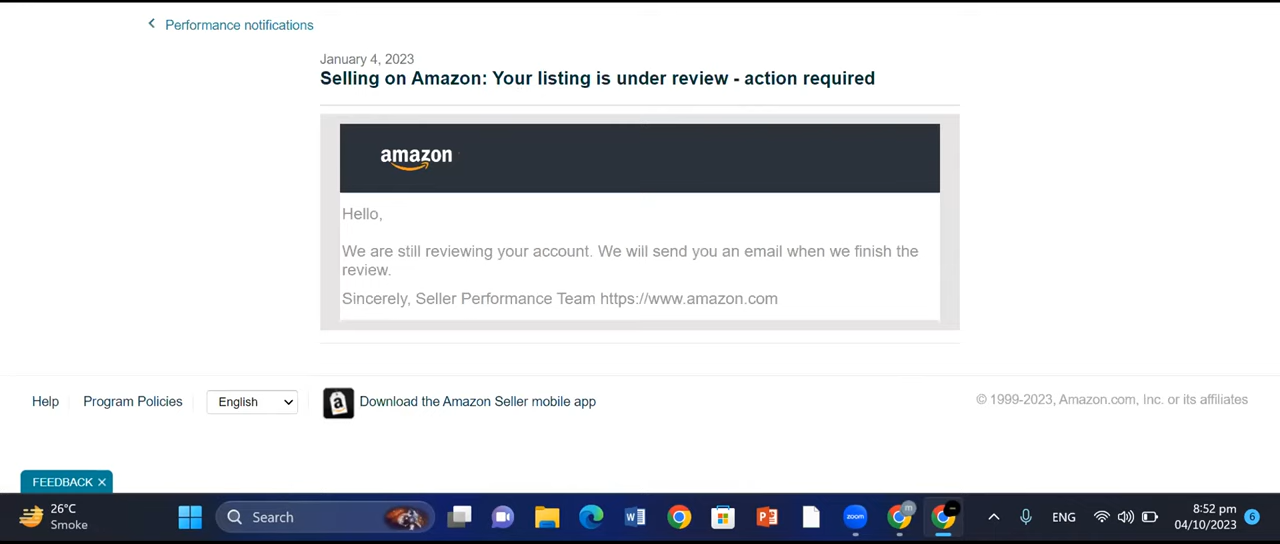 Performance notifications
January 4, 2023
Selling on Amazon: Your listing is under review - action required
amazon
Hello,
We are still reviewing your account. We will send you an email when we finish the
review.
Sincerely, Seller Performance Team https://www.amazon.com
Help
Program Policies
English
Download the Amazon Seller mobile app
© 1999-2023, Amazon.com, Inc. or its affiliates
FEEDBACK ×
26°C
Smoke
Search
zoom
m
ENG
8:52 pm
04/10/2023
6